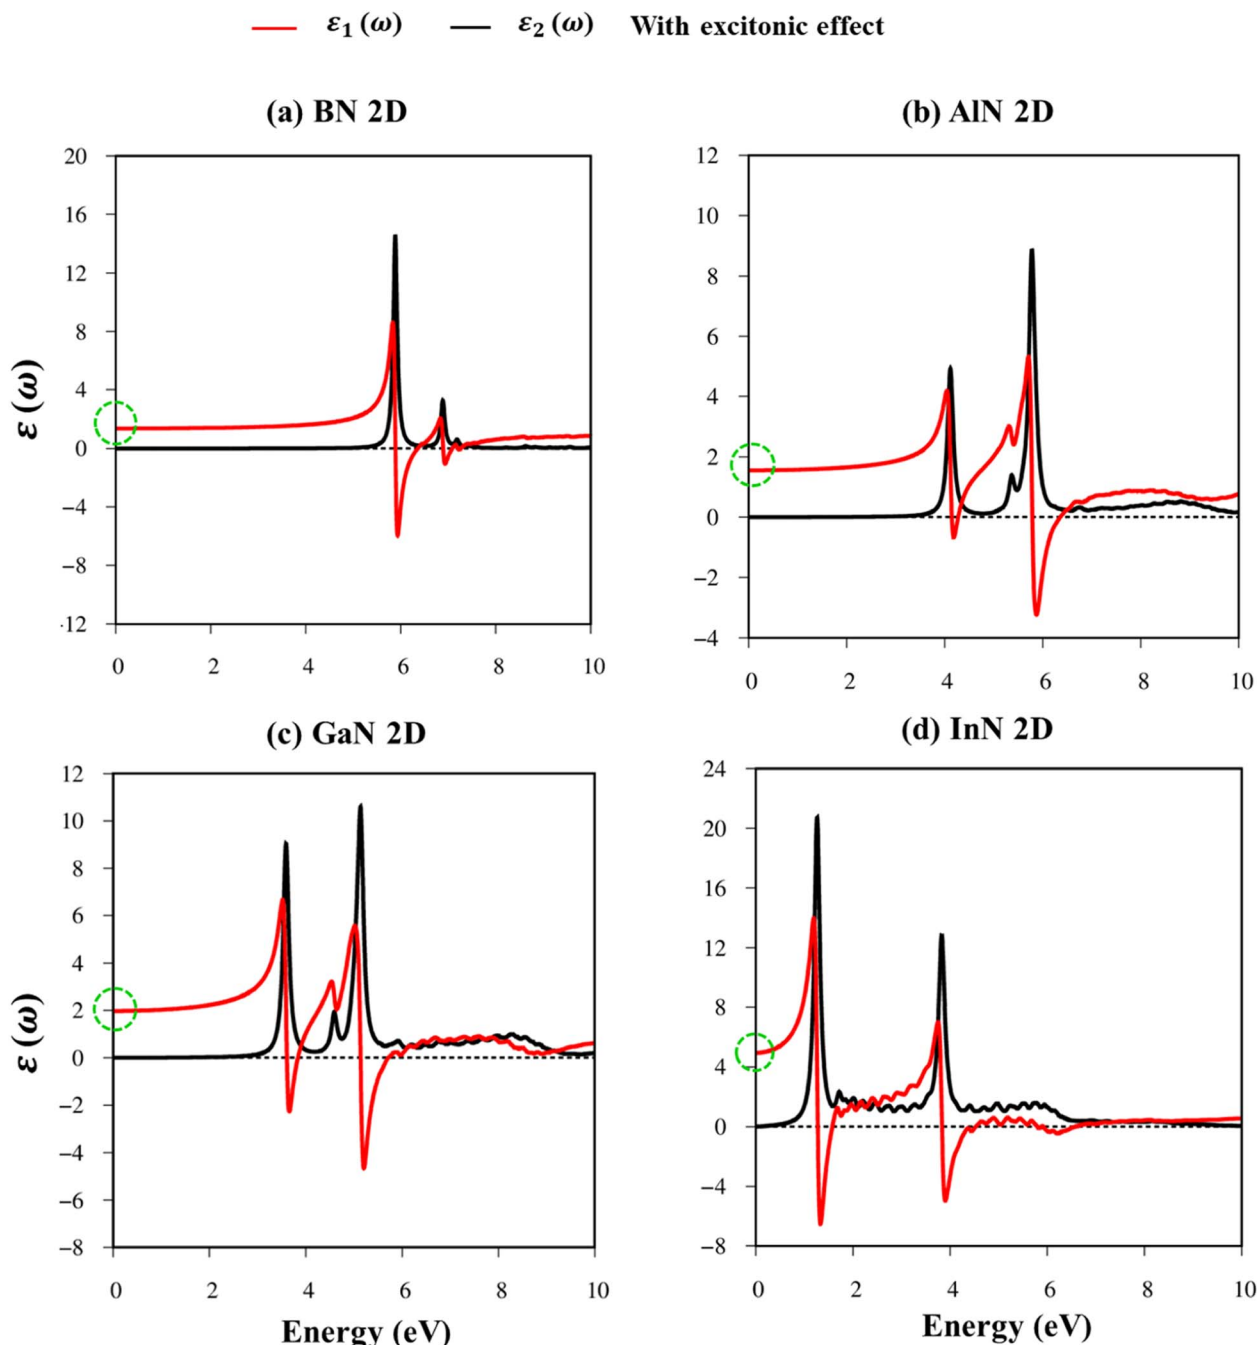 ε₁(ω) ε₂(ω) With excitonic effect
(a) BN 2D
ε(ω)
20
16
12
8
4
0
−4
−8
·12
0 2 4 6 8 10
(b) AlN 2D
12
10
8
6
4
2
0
−2
−4
0 2 4 6 8 10
(c) GaN 2D
ε(ω)
12
10
8
6
4
2
0
−2
−4
−6
−8
0 2 4 6 8 10
Energy (eV)
(d) InN 2D
24
20
16
12
8
4
0
−4
−8
0 2 4 6 8 10
Energy (eV)